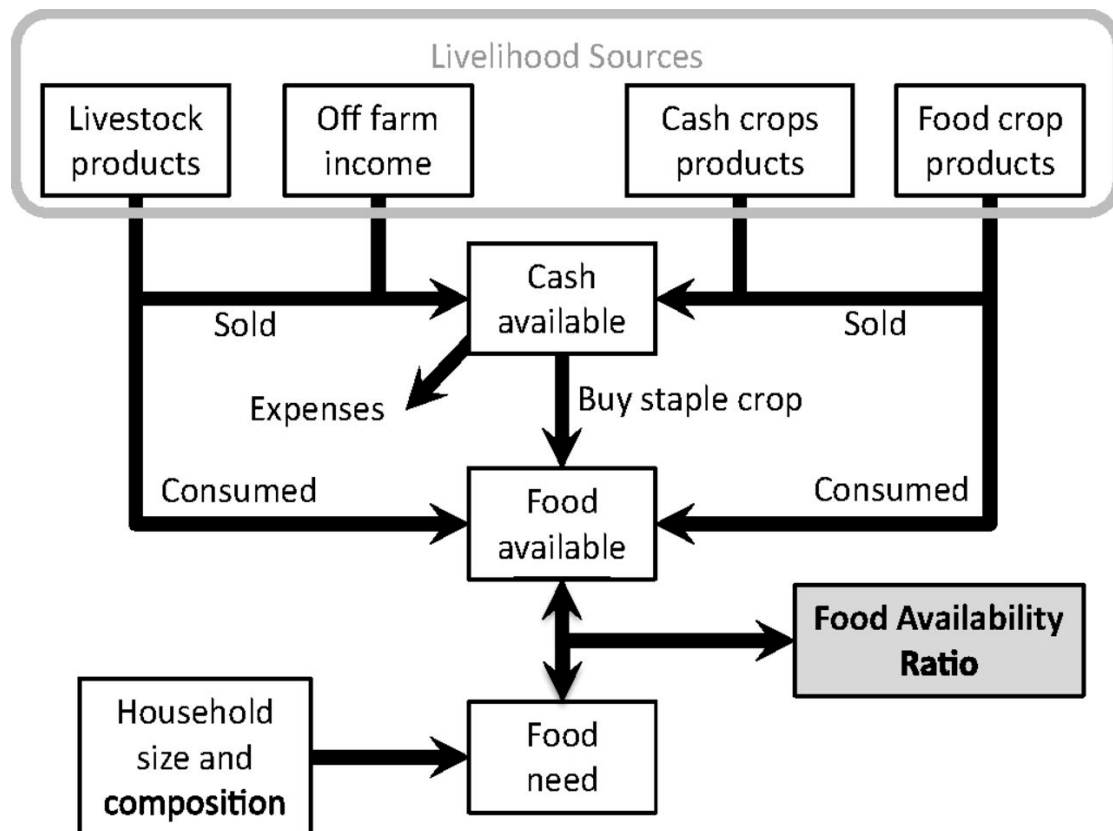 Livelihood Sources
Livestock
products
Off farm
income
Cash crops
products
Food crop
products
Cash
available
Sold
Sold
Expenses
Buy staple crop
Consumed
Consumed
Food
available
Food Availability
Ratio
Household
size and
composition
Food
need